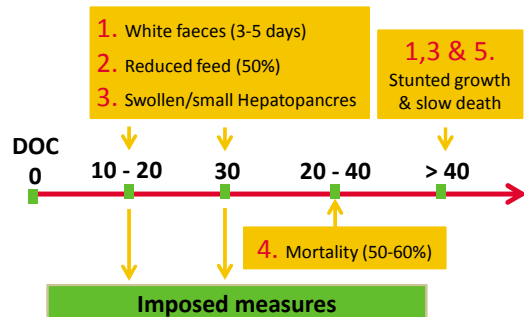 1. White faeces (3-5 days)
2. Reduced feed (50%)
3. Swollen/small Hepatopancres
1,3 & 5.
Stunted growth
& slow death
DOC
0
10 - 20
30
20 - 40
> 40
4. Mortality (50-60%)
Imposed measures